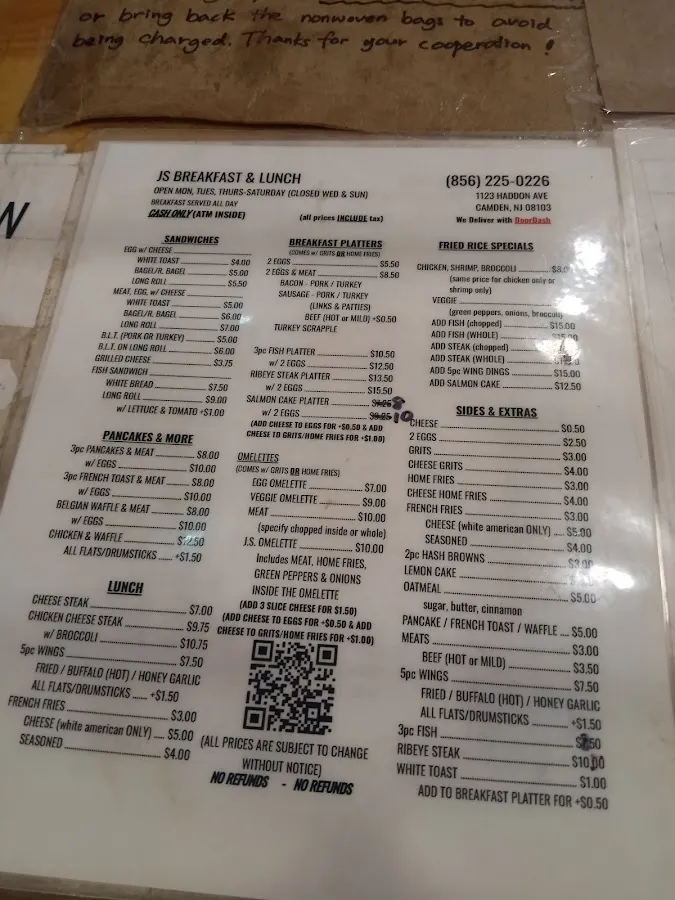 or bring back the nonwoven bags to avoid
being charged. Thanks for your cooperation!
JS BREAKFAST & LUNCH
OPEN MON, TUES, THURS-SATURDAY (CLOSED WED & SUN)
BREAKFAST SERVED ALL DAY
CASH ONLY (ATM INSIDE)
(all prices INCLUDE tax)
(856) 225-0226
1123 HADDON AVE
CAMDEN, NJ 08103
We Deliver with DoorDash
SANDWICHES
EGG w/ CHEESE
WHITE TOAST $4.00
BAGEL/R. BAGEL $5.00
LONG ROLL $5.50
MEAT, EGG, w/ CHEESE
WHITE TOAST $5.00
BAGEL/R. BAGEL $6.00
LONG ROLL $7.00
B.L.T. (PORK OR TURKEY) $5.00
B.L.T. ON LONG ROLL $6.00
GRILLED CHEESE $3.75
FISH SANDWICH
WHITE BREAD $7.50
LONG ROLL $9.00
w/ LETTUCE & TOMATO +$1.00
PANCAKES & MORE
3pc PANCAKES & MEAT $8.00
w/ EGGS $10.00
3pc FRENCH TOAST & MEAT $8.00
w/ EGGS $10.00
BELGIAN WAFFLE & MEAT $8.00
w/ EGGS $10.00
CHICKEN & WAFFLE $12.50
ALL FLATS/DRUMSTICKS +$1.50
LUNCH
CHEESE STEAK $7.00
CHICKEN CHEESE STEAK $9.75
w/ BROCCOLI $10.75
5pc WINGS $7.50
FRIED / BUFFALO (HOT) / HONEY GARLIC
ALL FLATS/DRUMSTICKS +$1.50
FRENCH FRIES $3.00
CHEESE (white american ONLY) $5.00
SEASONED $4.00
BREAKFAST PLATTERS
(COMES w/ GRITS OR HOME FRIES)
2 EGGS $5.50
2 EGGS & MEAT $8.50
BACON - PORK / TURKEY
SAUSAGE - PORK / TURKEY
(LINKS & PATTIES)
BEEF (HOT or MILD) +$0.50
TURKEY SCRAPPLE
3pc FISH PLATTER $10.50
w/ 2 EGGS $12.50
RIBEYE STEAK PLATTER $13.50
w/ 2 EGGS $15.50
SALMON CAKE PLATTER 8
w/ 2 EGGS 10
(ADD CHEESE TO EGGS FOR +$0.50 & ADD
CHEESE TO GRITS/HOME FRIES FOR +$1.00)
OMELETTES
(COMES w/ GRITS OR HOME FRIES)
EGG OMELETTE $7.00
VEGGIE OMELETTE $9.00
MEAT $10.00
(specify chopped inside or whole)
J.S. OMELETTE $10.00
Includes MEAT, HOME FRIES,
GREEN PEPPERS & ONIONS
INSIDE THE OMELETTE
(ADD 3 SLICE CHEESE FOR $1.50)
(ADD CHEESE TO EGGS FOR +$0.50 & ADD
CHEESE TO GRITS/HOME FRIES FOR +$1.00)
(ALL PRICES ARE SUBJECT TO CHANGE
WITHOUT NOTICE)
NO REFUNDS - NO REFUNDS
FRIED RICE SPECIALS
CHICKEN, SHRIMP, BROCCOLI
(same price for chicken only or
shrimp only)
VEGGIE
(green peppers, onions, broccoli)
ADD FISH (chopped) $15.00
ADD FISH (WHOLE)
ADD STEAK (chopped)
ADD STEAK (WHOLE)
ADD 5pc WING DINGS $15.00
ADD SALMON CAKE $12.50
SIDES & EXTRAS
CHEESE $0.50
2 EGGS $2.50
GRITS $3.00
CHEESE GRITS $4.00
HOME FRIES $3.00
CHEESE HOME FRIES $4.00
FRENCH FRIES $3.00
CHEESE (white american ONLY) $5.00
SEASONED $4.00
2pc HASH BROWNS
LEMON CAKE
OATMEAL $5.00
sugar, butter, cinnamon
PANCAKE / FRENCH TOAST / WAFFLE $5.00
MEATS $3.00
BEEF (HOT or MILD) $3.50
5pc WINGS $7.50
FRIED / BUFFALO (HOT) / HONEY GARLIC
ALL FLATS/DRUMSTICKS +$1.50
3pc FISH
RIBEYE STEAK
WHITE TOAST $1.00
ADD TO BREAKFAST PLATTER FOR +$0.50